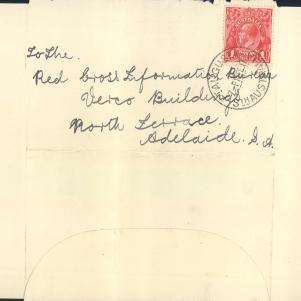 To the.
Red Cross Information Bureau
Verco Buildings
North Terrace.
Adelaide. S.A.